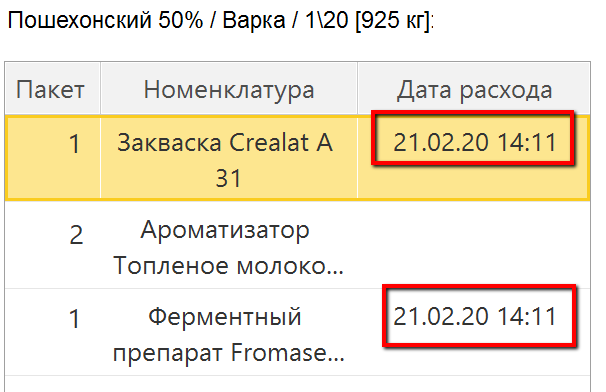 Пошехонский 50% / Варка / 1\20 [925 кг]:
Пакет Номенклатура Дата расхода
1 Закваска Crealat A 21.02.20 14:11
31
2 Ароматизатор
Топленое молоко...
1 Ферментный 21.02.20 14:11
препарат Fromase...